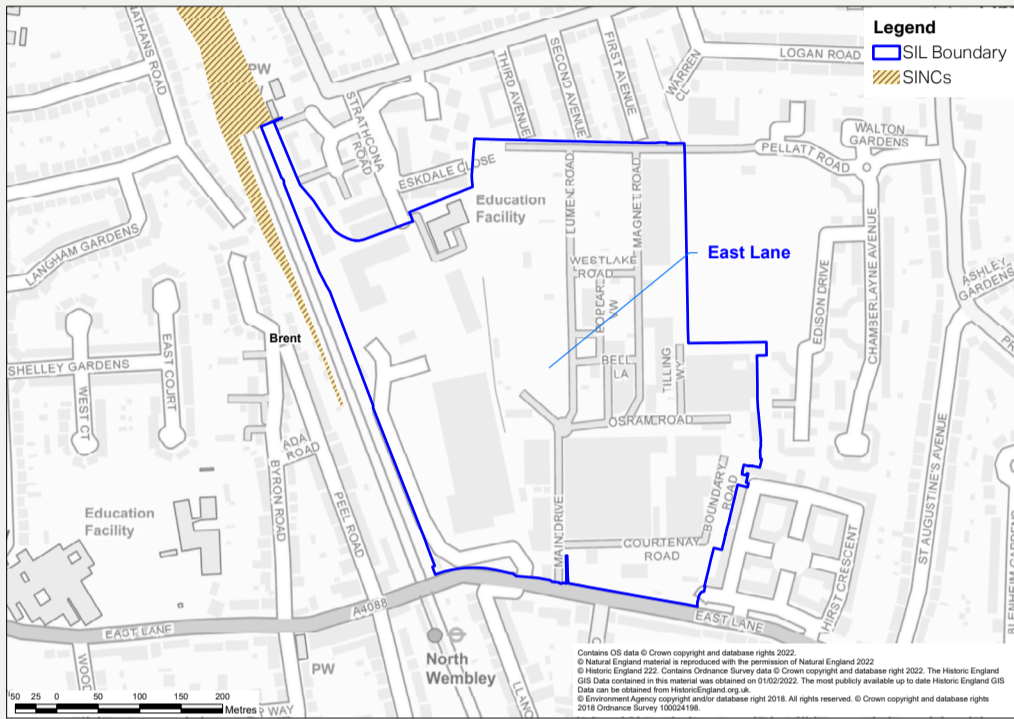 Legend
SIL Boundary
SINCs
NATHANS ROAD
PW
STRATHCONA
ROAD
THIRD AVENUE
SECOND AVENUE
FIRST AVENUE
WARREN
CL
LOGAN ROAD
WALTON
GARDENS
PELLATT ROAD
ESKDALE CLOSE
Education
Facility
LUMEN ROAD
MAGNET ROAD
LANGHAM GARDENS
WESTLAKE
ROAD
East Lane
EDISON DRIVE
CHAMBERLAYNE AVENUE
ASHLEY
GARDENS
Brent
SHELLEY GARDENS
EAST COURT
WEST CT
BELL
LA
TILLING
WY
OSRAM ROAD
ADA
ROAD
BYRON ROAD
PEEL ROAD
Education
Facility
MAIN DRIVE
BOUNDARY
ROAD
COURTENAY
ROAD
HIRST CRESCENT
ST AUGUSTINE'S AVENUE
BLENHEIM GARDENS
A4088
EAST LANE
EAST LANE
North
Wembley
PW
50 25 0 50 100 150 200
Metres
Contains OS data © Crown copyright and database rights 2022.
© Natural England material is reproduced with the permission of Natural England 2022
© Historic England 222. Contains Ordnance Survey data © Crown copyright and database right 2022. The Historic England
GIS Data contained in this material was obtained on 01/02/2022. The most publicly available up to date Historic England GIS
Data can be obtained from HistoricEngland.org.uk.
© Environment Agency copyright and/or database right 2018. All rights reserved. © Crown copyright and database rights
2018 Ordnance Survey 100024198.